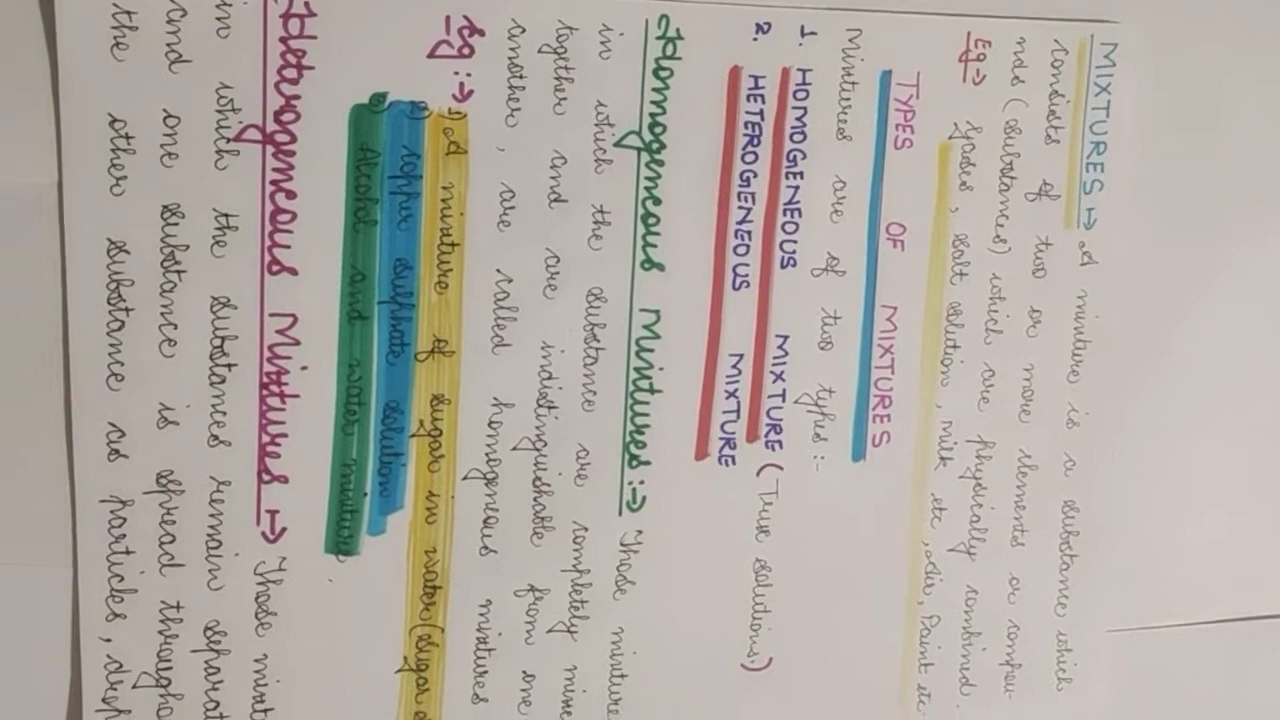 MIXTURES ↦ A mixture is a substance which
consists of two or more elements or compou-
nds (substances) which are physically combined.
Eg → Gases, salt solution, milk etc, air, Paint etc
TYPES OF MIXTURES
Mixtures are of two types:-
1. HOMOGENEOUS MIXTURE (True solutions.)
2. HETEROGENEOUS MIXTURE
Homogeneous Mixtures:→ Those mixture
in which the substance are completely mixe
together and are indistinguishable from one
another, are called homogeneous mixtures
Eg:→ 1) A mixture of sugar in water (sugar s
2) copper sulphate solution
3) Alcohol and water mixture.
Heterogeneous Mixtures ↦ Those mixt
in which the substances remain separat
and one substance is spread througho
the other substance as particles, drop